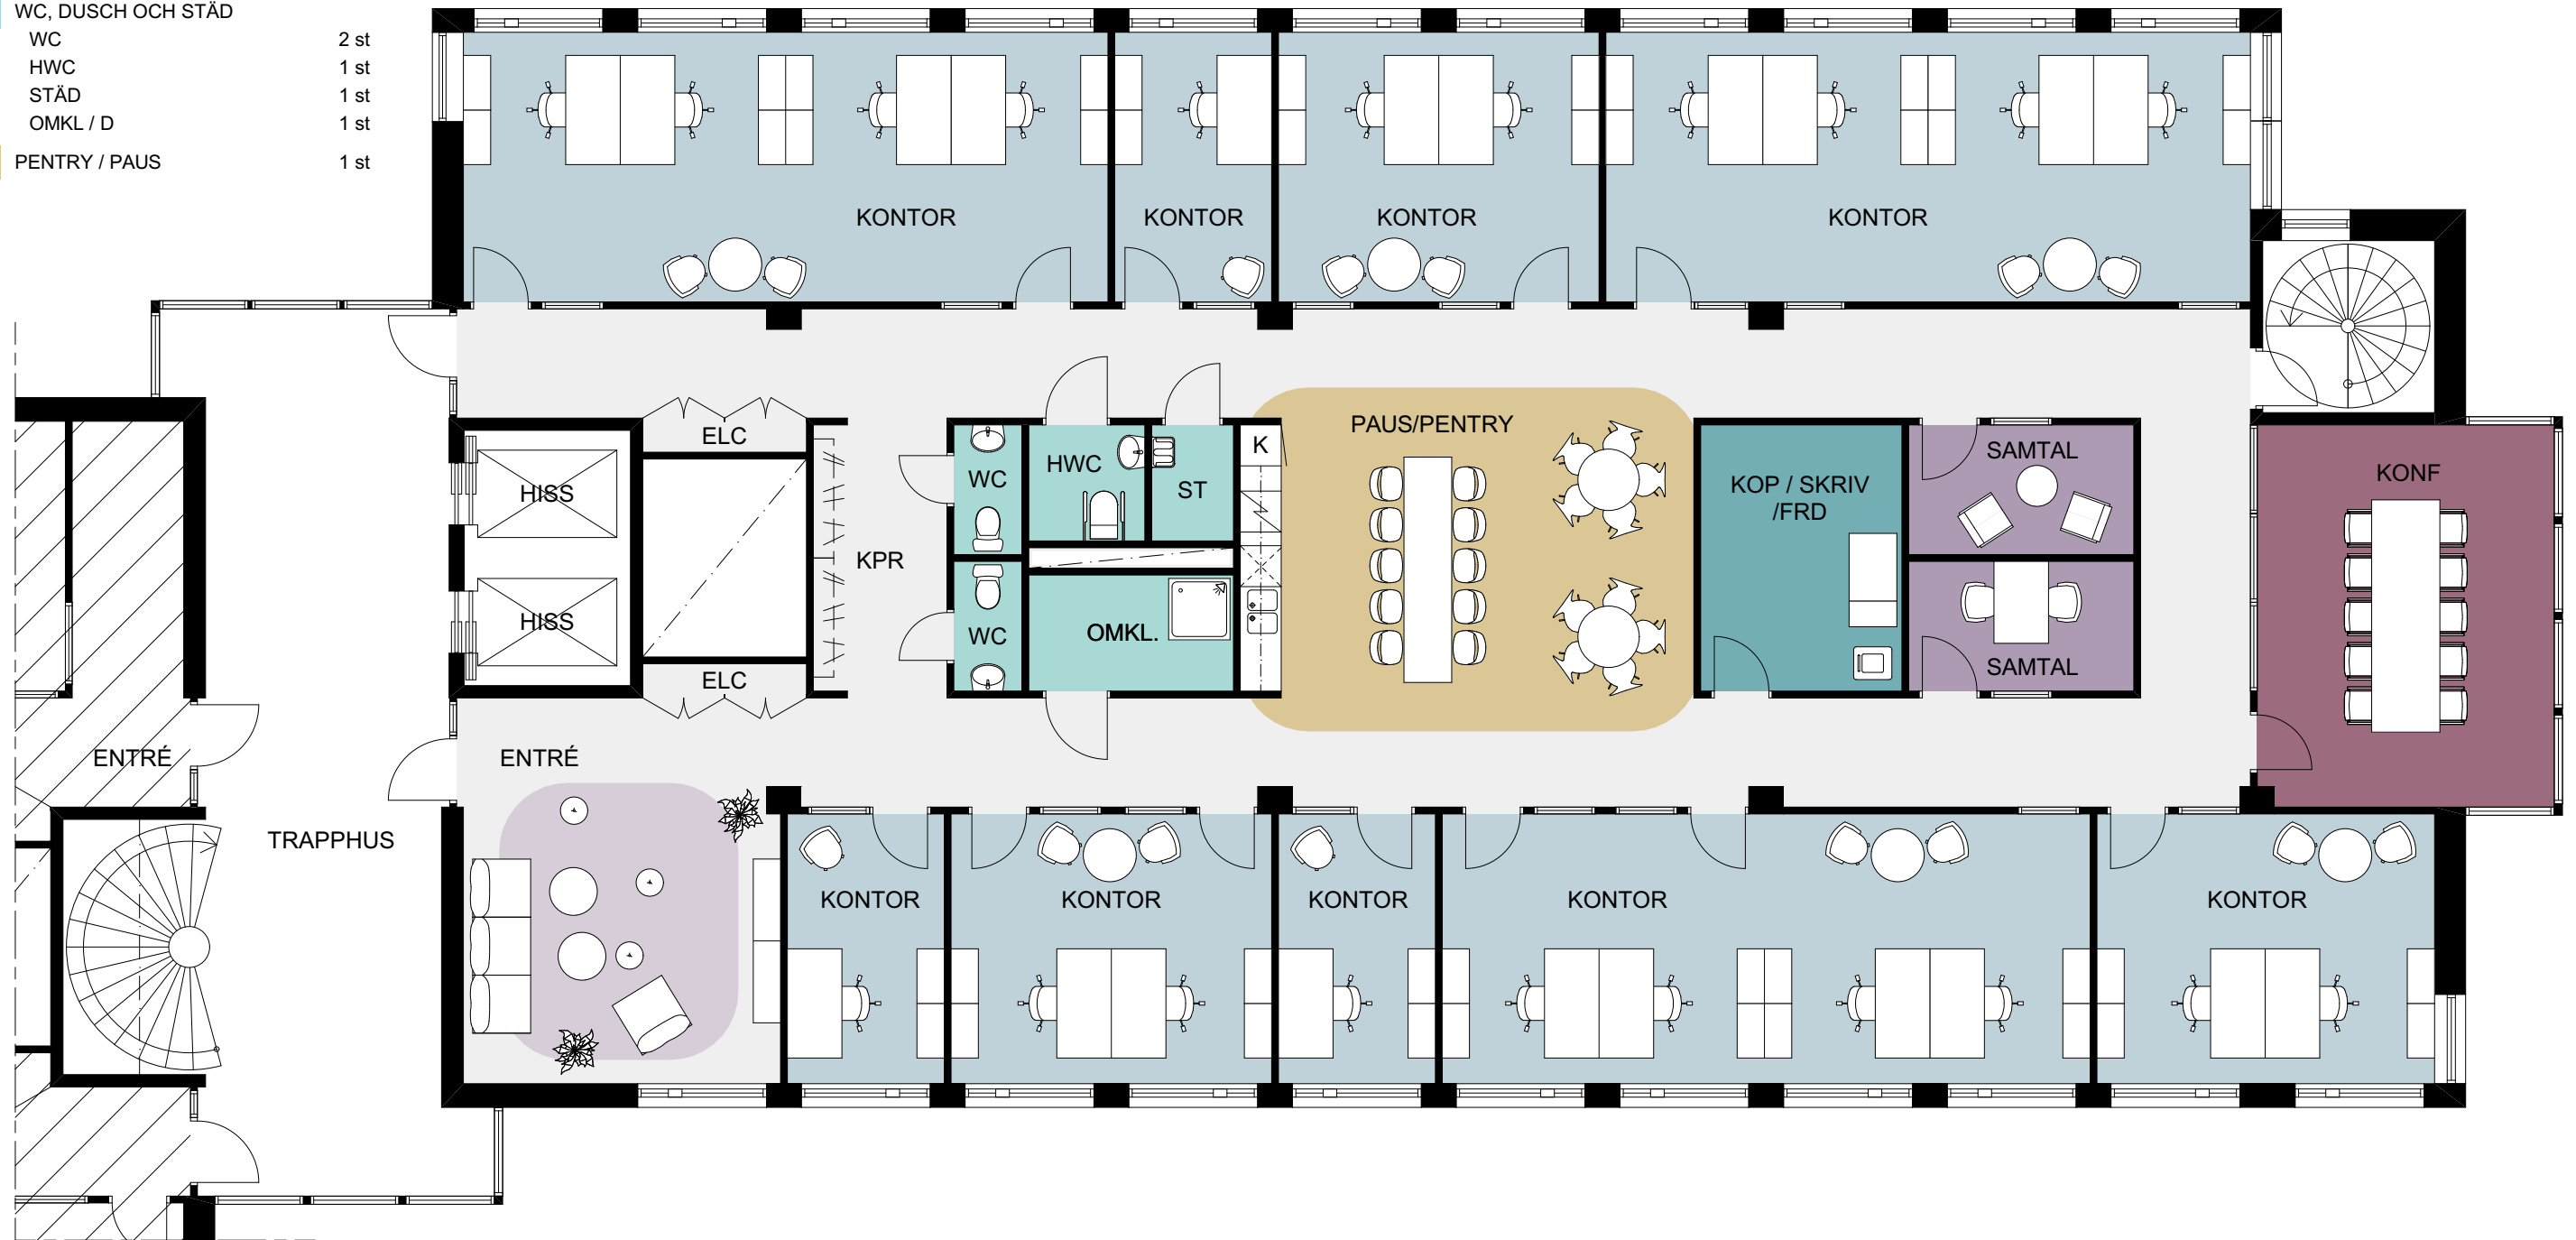 WC, DUSCH OCH STÄD
WC 2 st
HWC 1 st
STÄD 1 st
OMKL / D 1 st
PENTRY / PAUS 1 st
KONTOR KONTOR KONTOR KONTOR
ELC
PAUS/PENTRY
K
SAMTAL
HWC
WC
ST
KOP / SKRIV
/FRD
KONF
HISS
KPR
HISS
WC
OMKL.
SAMTAL
ELC
ENTRÉ
ENTRÉ
TRAPPHUS
KONTOR KONTOR KONTOR KONTOR KONTOR